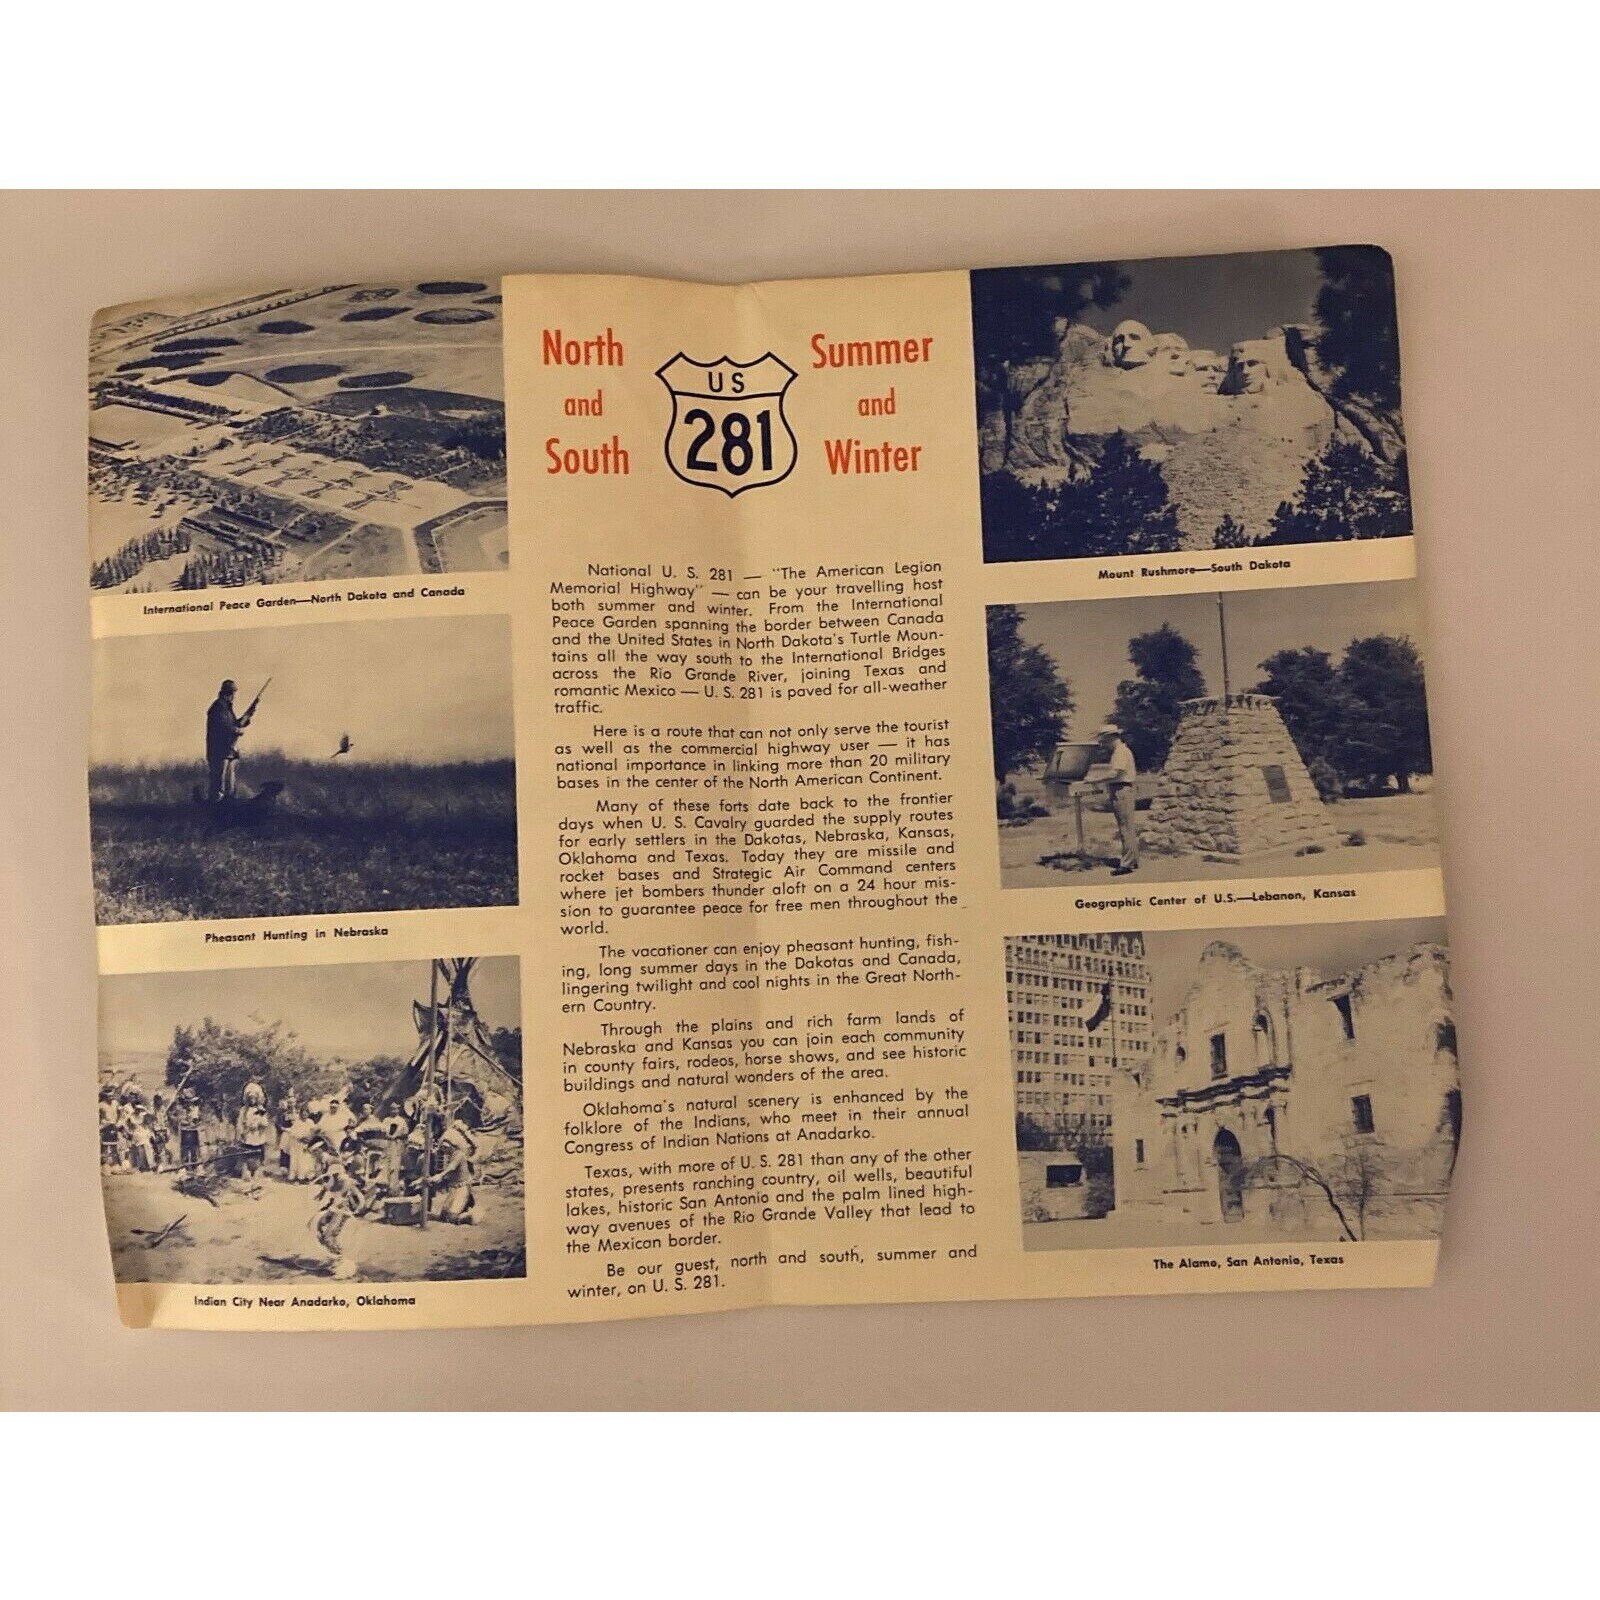 North
and
South
US
281
Summer
and
Winter
National U. S. 281 — "The American Legion
Memorial Highway" — can be your travelling host
both summer and winter. From the International
Peace Garden spanning the border between Canada
and the United States in North Dakota's Turtle Moun-
tains all the way south to the International Bridges
across the Rio Grande River, joining Texas and
romantic Mexico — U. S. 281 is paved for all-weather
traffic.
Here is a route that can not only serve the tourist
as well as the commercial highway user — it has
national importance in linking more than 20 military
bases in the center of the North American Continent.
Many of these forts date back to the frontier
days when U. S. Cavalry guarded the supply routes
for early settlers in the Dakotas, Nebraska, Kansas,
Oklahoma and Texas. Today they are missile and
rocket bases and Strategic Air Command centers
where jet bombers thunder aloft on a 24 hour mis-
sion to guarantee peace for free men throughout the
world.
The vacationer can enjoy pheasant hunting, fish-
ing, long summer days in the Dakotas and Canada,
lingering twilight and cool nights in the Great North-
ern Country.
Through the plains and rich farm lands of
Nebraska and Kansas you can join each community
in county fairs, rodeos, horse shows, and see historic
buildings and natural wonders of the area.
Oklahoma's natural scenery is enhanced by the
folklore of the Indians, who meet in their annual
Congress of Indian Nations at Anadarko.
Texas, with more of U. S. 281 than any of the other
states, presents ranching country, oil wells, beautiful
lakes, historic San Antonio and the palm lined high-
way avenues of the Rio Grande Valley that lead to
the Mexican border.
Be our guest, north and south, summer and
winter, on U. S. 281.
International Peace Garden—North Dakota and Canada
Pheasant Hunting in Nebraska
Indian City Near Anadarko, Oklahoma
Mount Rushmore—South Dakota
Geographic Center of U.S.—Lebanon, Kansas
The Alamo, San Antonio, Texas